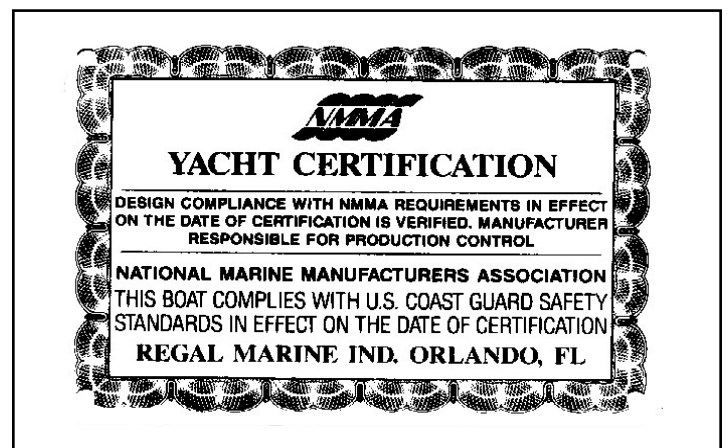 NMMA
YACHT CERTIFICATION
DESIGN COMPLIANCE WITH NMMA REQUIREMENTS IN EFFECT
ON THE DATE OF CERTIFICATION IS VERIFIED. MANUFACTURER
RESPONSIBLE FOR PRODUCTION CONTROL
NATIONAL MARINE MANUFACTURERS ASSOCIATION
THIS BOAT COMPLIES WITH U.S. COAST GUARD SAFETY
STANDARDS IN EFFECT ON THE DATE OF CERTIFICATION
REGAL MARINE IND. ORLANDO, FL